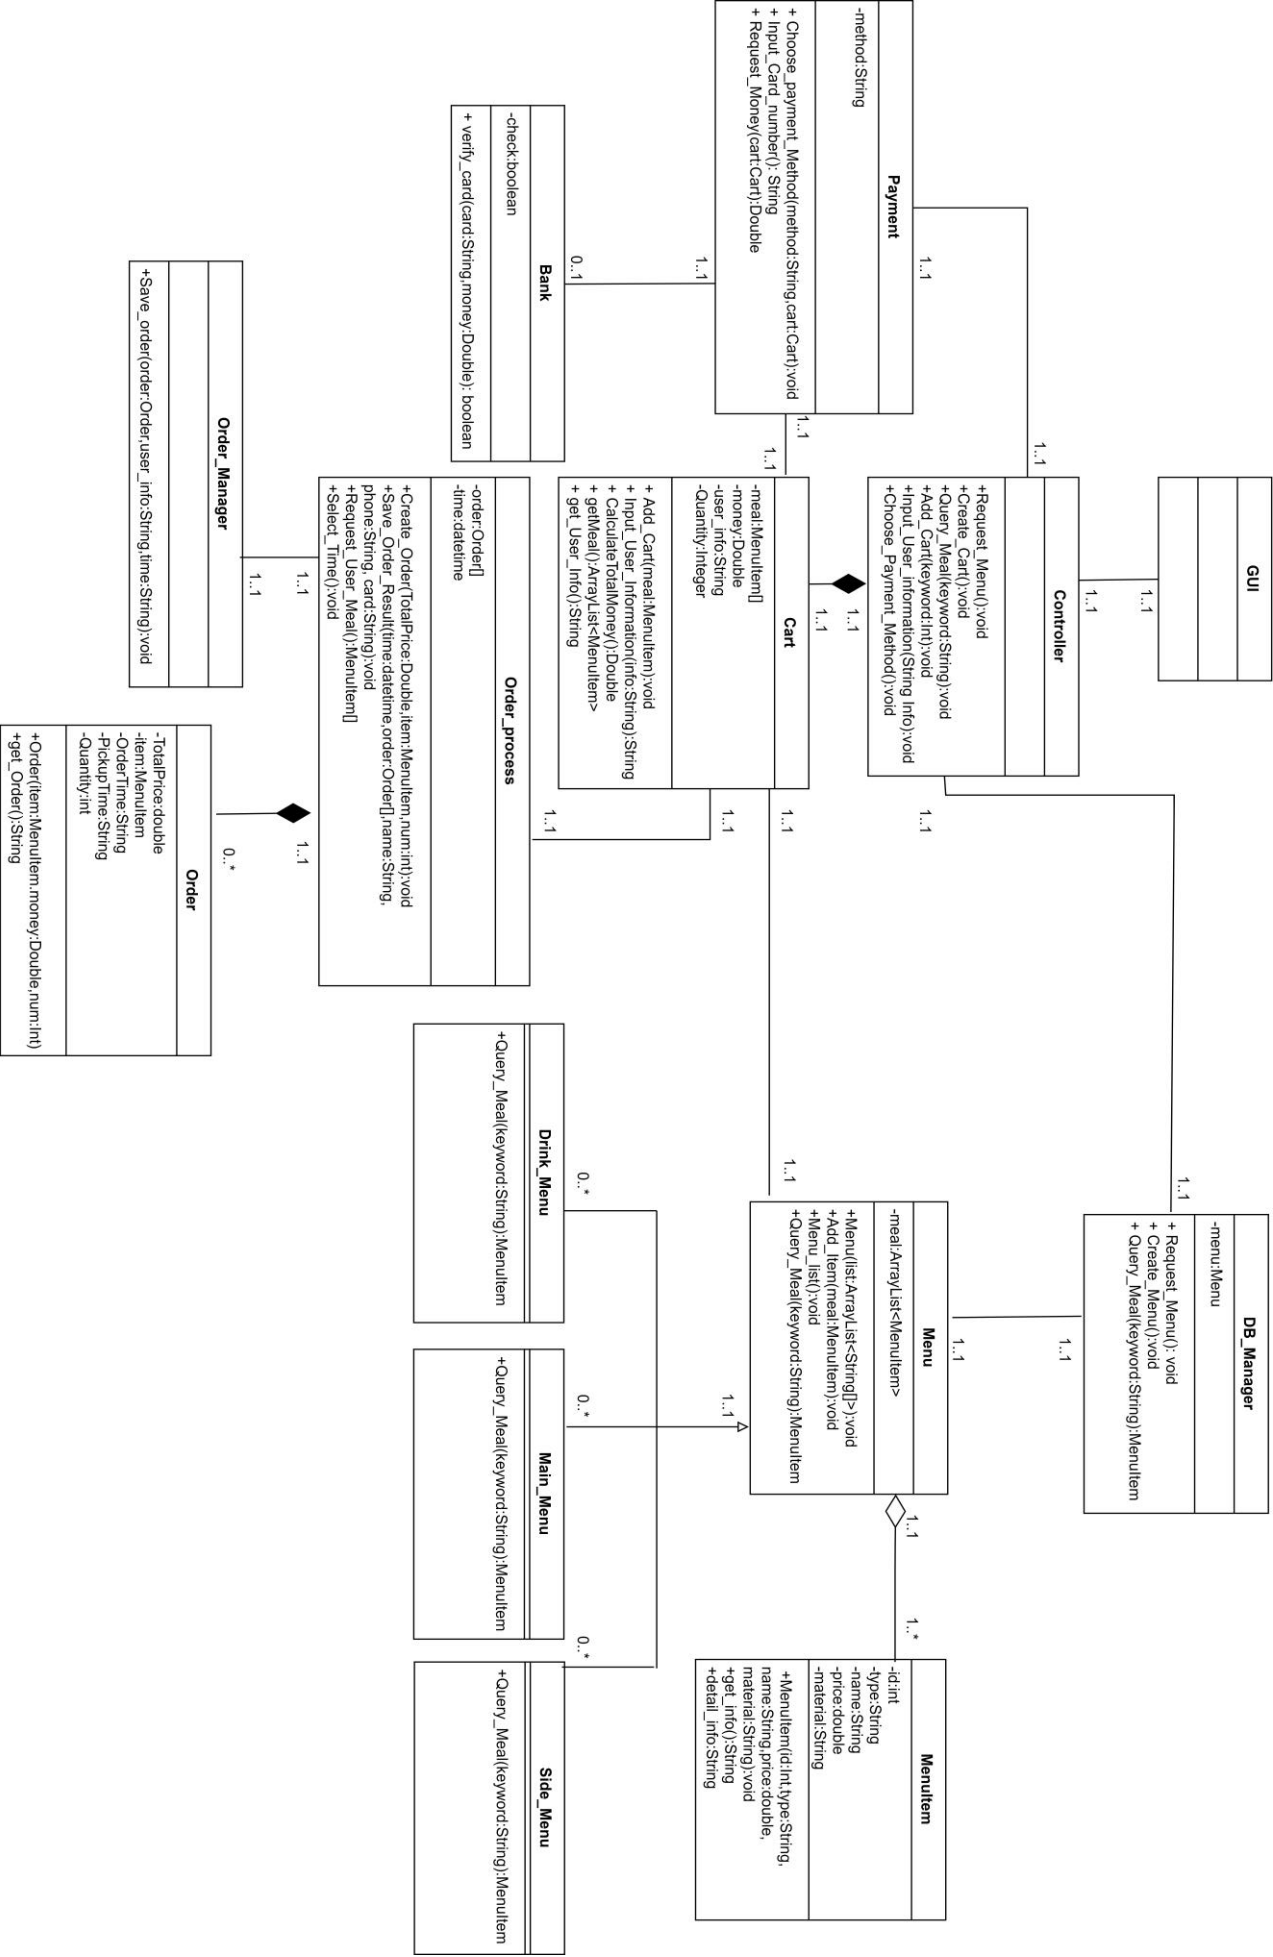 GUI
1..1
1..1
Controller
+Request_Menu():void
+Create_Cart():void
+Query_Meal(keyword:String):void
+Add_Cart(keyword:Int):void
+Input_User_information(String Info):void
+Choose_Payment_Method():void
1..1
1..1
1..1
1..1
Payment
-method:String
+ Choose_payment_Method(method:String,cart:Cart):void
+ Input_Card_number(): String
+ Request_Money(cart:Cart):Double
1..1
1..1
1..1
0..1
Bank
-check:boolean
+ verify_card(card:String,money:Double): boolean
1..1
1..1
Cart
-meal:MenuItem[]
-money:Double
-user_info:String
-Quantity:Integer
+ Add_Cart(meal:MenuItem):void
+ Input_User_Information(info:String):String
+ CalculateTotalMoney():Double
+ getMeal():ArrayList<MenuItem>
+ get_User_Info():String
1..1
1..1
1..1
1..1
Order_process
-order:Order[]
-time:datetime
+Create_Order(TotalPrice:Double,item:MenuItem,num:int):void
+Save_Order_Result(time:datetime,order:Order[],name:String,
phone:String, card:String):void
+Request_User_Meal():MenuItem[]
+Select_Time():void
1..1
1..1
Order_Manager
+Save_order(order:Order,user_info:String,time:String):void
1..1
0..*
Order
-TotalPrice:double
-item:MenuItem
-OrderTime:String
-PickupTime:String
-Quantity:int
+Order(item:MenuItem.money:Double,num:Int)
+get_Order():String
DB_Manager
-menu:Menu
+ Request_Menu(): void
+ Create_Menu():void
+ Query_Meal(keyword:String):MenuItem
1..1
1..1
Menu
-meal:ArrayList<MenuItem>
+Menu(list:ArrayList<String[]>):void
+Add_Item(meal:MenuItem):void
+Menu_list():void
+Query_Meal(keyword:String):MenuItem
1..1
1..*
MenuItem
-id:int
-type:String
-name:String
-price:double
-material:String
+MenuItem(id:Int,type:String,
name:String,price:double,
material:String):void
+get_info():String
+detail_info:String
1..1
0..*
0..*
0..*
Drink_Menu
+Query_Meal(keyword:String):MenuItem
Main_Menu
+Query_Meal(keyword:String):MenuItem
Side_Menu
+Query_Meal(keyword:String):MenuItem